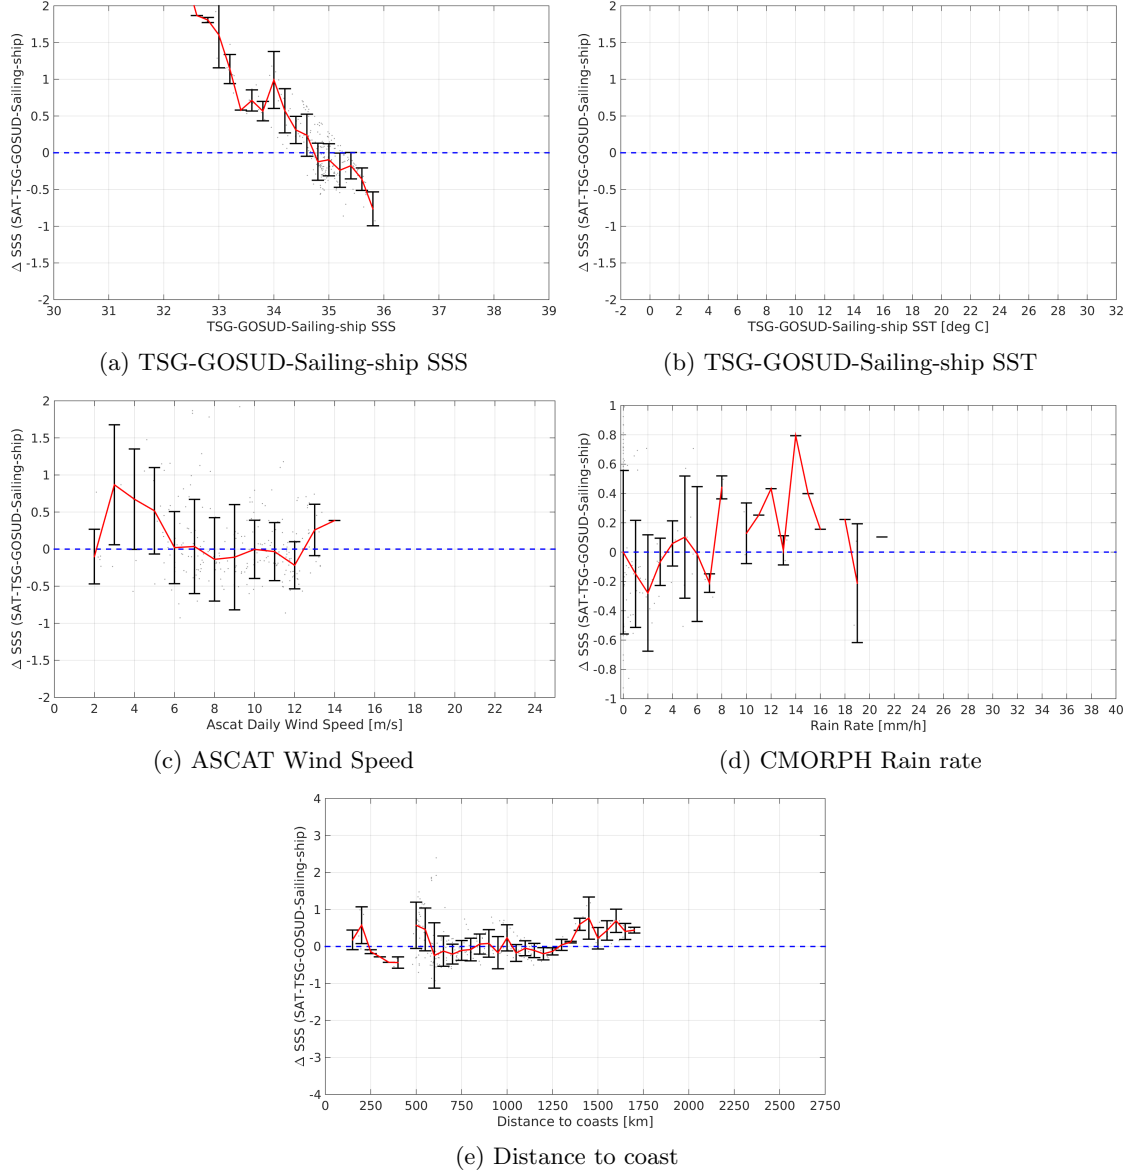 2
1.5
1
0.5
0
-0.5
-1
-1.5
-2
Δ SSS (SAT-TSG-GOSUD-Sailing-ship)
30 31 32 33 34 35 36 37 38 39
TSG-GOSUD-Sailing-ship SSS
(a) TSG-GOSUD-Sailing-ship SSS
2
1.5
1
0.5
0
-0.5
-1
-1.5
-2
Δ SSS (SAT-TSG-GOSUD-Sailing-ship)
-2 0 2 4 6 8 10 12 14 16 18 20 22 24 26 28 30 32
TSG-GOSUD-Sailing-ship SST [deg C]
(b) TSG-GOSUD-Sailing-ship SST
2
1.5
1
0.5
0
-0.5
-1
-1.5
-2
Δ SSS (SAT-TSG-GOSUD-Sailing-ship)
0 2 4 6 8 10 12 14 16 18 20 22 24
Ascat Daily Wind Speed [m/s]
(c) ASCAT Wind Speed
1
0.8
0.6
0.4
0.2
0
-0.2
-0.4
-0.6
-0.8
-1
Δ SSS (SAT-TSG-GOSUD-Sailing-ship)
0 2 4 6 8 10 12 14 16 18 20 22 24 26 28 30 32 34 36 38 40
Rain Rate [mm/h]
(d) CMORPH Rain rate
4
3
2
1
0
-1
-2
-3
-4
Δ SSS (SAT-TSG-GOSUD-Sailing-ship)
0 250 500 750 1000 1250 1500 1750 2000 2250 2500 2750
Distance to coasts [km]
(e) Distance to coast